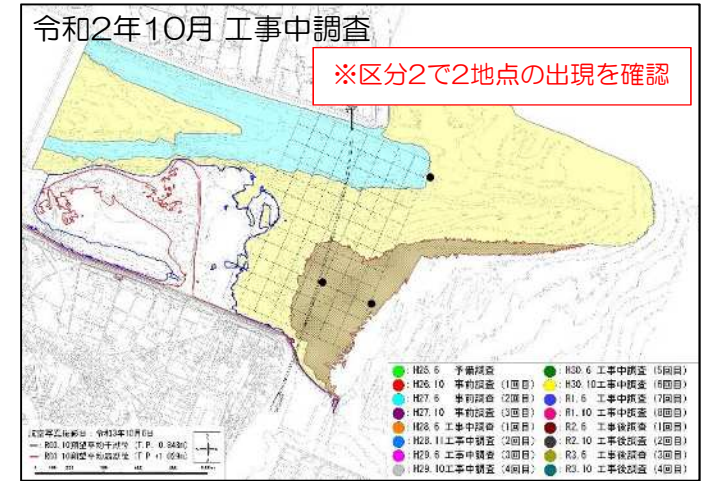 令和2年10月 工事中調査
※区分2で2地点の出現を確認
: H25.6 予備調査
: H26.10 事前調査 (1回目)
: H27.6 事前調査 (2回目)
: H27.10 事前調査 (3回目)
: H28.6 工事中調査 (1回目)
: H28.11工事中調査 (2回目)
: H29.6 工事中調査 (3回目)
: H29.10工事中調査 (4回目)
: H30.6 工事中調査 (5回目)
: H30.10工事中調査 (6回目)
: R1.6 工事中調査 (7回目)
: R1.10 工事中調査 (8回目)
: R2.6 工事後調査 (1回目)
: R2.10 工事後調査 (2回目)
: R3.6 工事後調査 (3回目)
: R3.10 工事後調査 (4回目)